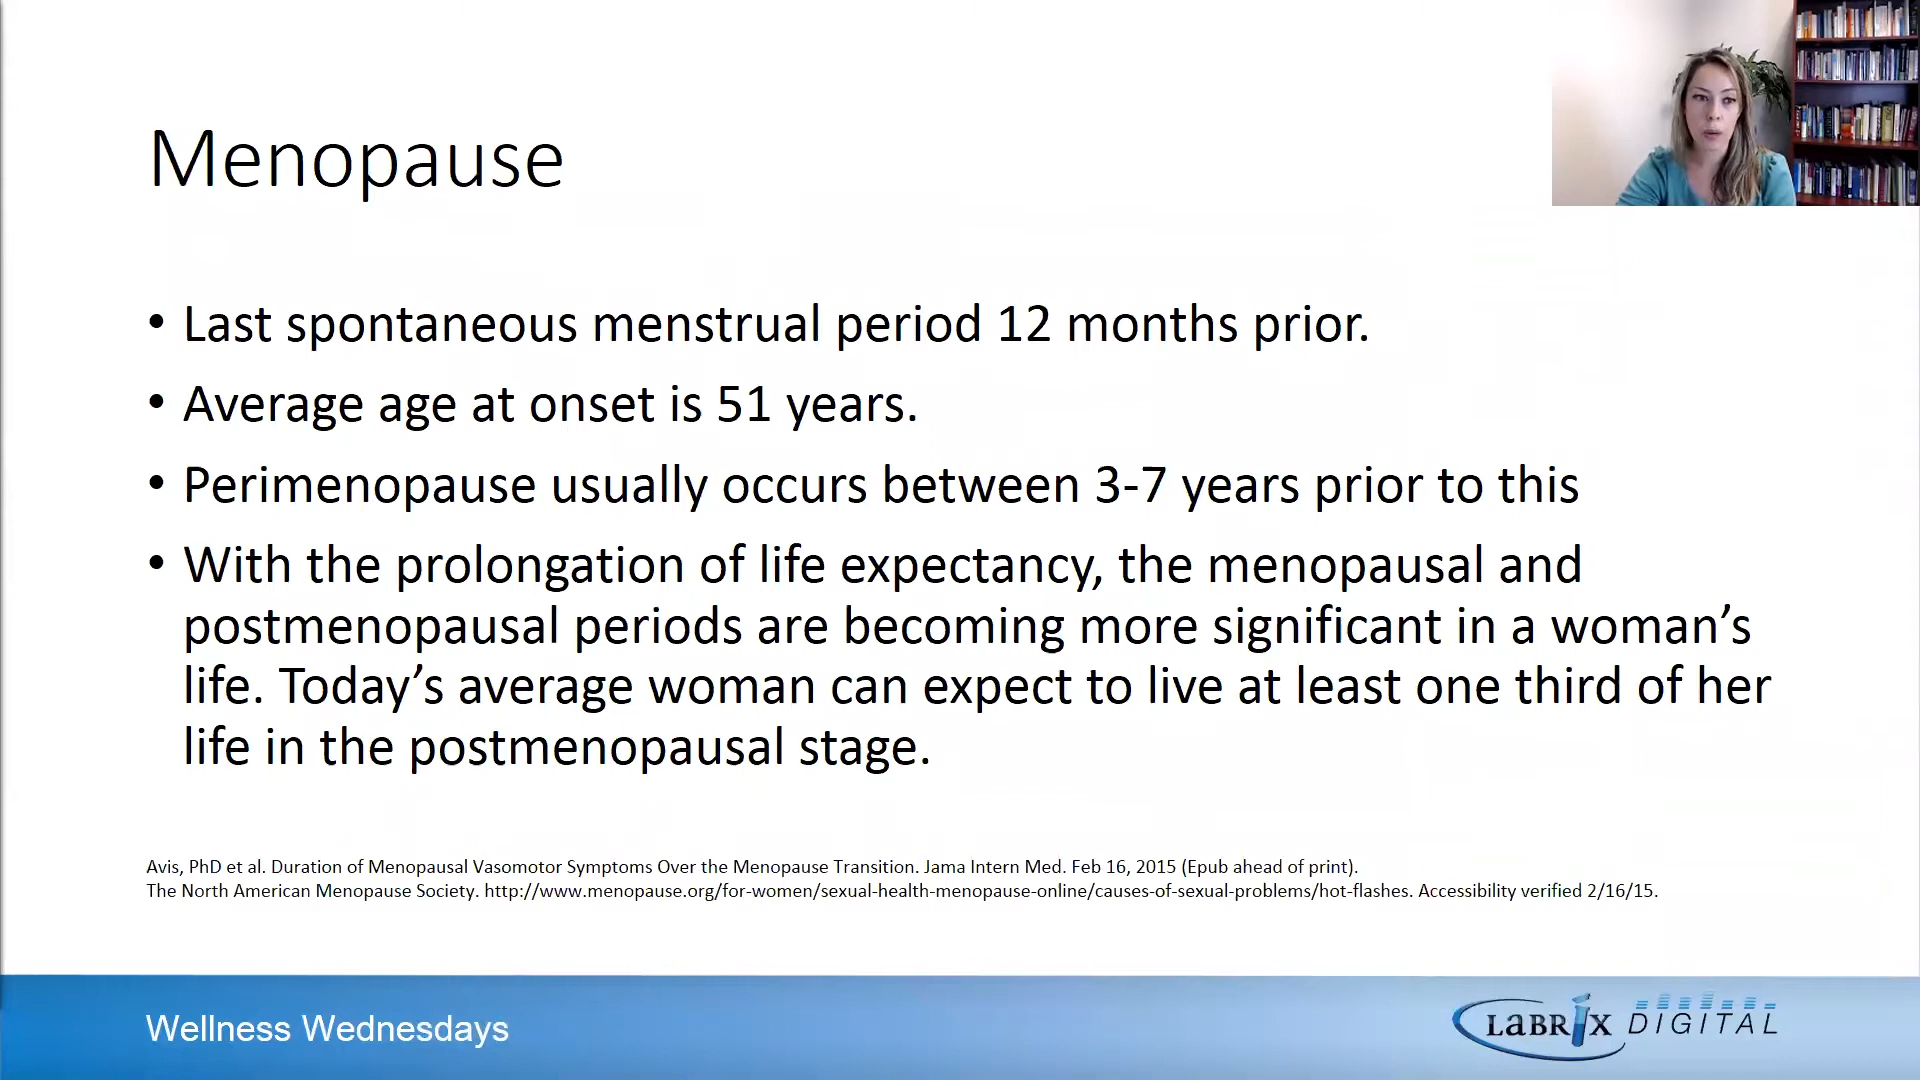 Menopause
• Last spontaneous menstrual period 12 months prior.
• Average age at onset is 51 years.
• Perimenopause usually occurs between 3-7 years prior to this
• With the prolongation of life expectancy, the menopausal and
postmenopausal periods are becoming more significant in a woman’s
life. Today’s average woman can expect to live at least one third of her
life in the postmenopausal stage.
Avis, PhD et al. Duration of Menopausal Vasomotor Symptoms Over the Menopause Transition. Jama Intern Med. Feb 16, 2015 (Epub ahead of print).
The North American Menopause Society. http://www.menopause.org/for-women/sexual-health-menopause-online/causes-of-sexual-problems/hot-flashes. Accessibility verified 2/16/15.
Wellness Wednesdays
LABRIX DIGITAL